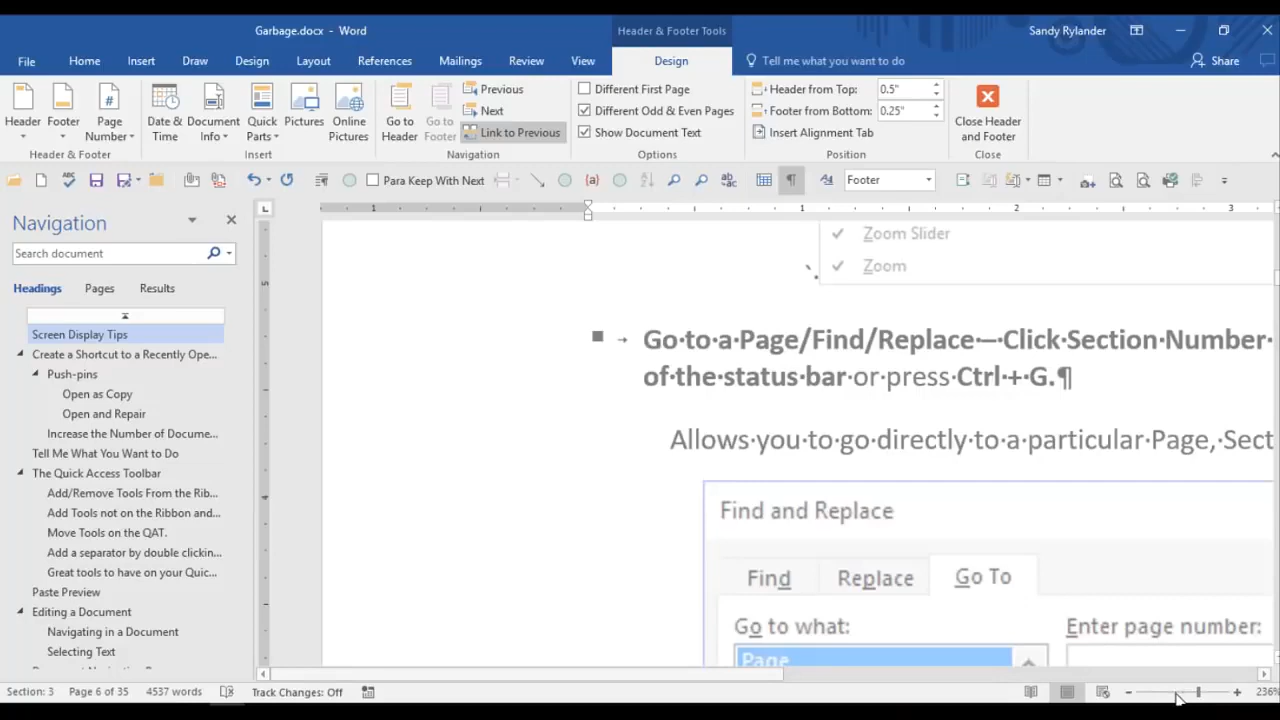 Garbage.docx - Word
Header & Footer Tools
Sandy Rylander
File
Home
Insert
Draw
Design
Layout
References
Mailings
Review
View
Design
Tell me what you want to do
Share
Header
Footer
Page Number
Header & Footer
Date & Time
Document Info
Quick Parts
Pictures
Online Pictures
Insert
Go to Header
Go to Footer
Previous
Next
Link to Previous
Navigation
Different First Page
Different Odd & Even Pages
Show Document Text
Options
Header from Top: 0.5"
Footer from Bottom: 0.25"
Insert Alignment Tab
Position
Close Header and Footer
Close
Para Keep With Next
Footer
Navigation
Search document
Headings
Pages
Results
Screen Display Tips
Create a Shortcut to a Recently Ope...
Push-pins
Open as Copy
Open and Repair
Increase the Number of Docume...
Tell Me What You Want to Do
The Quick Access Toolbar
Add/Remove Tools From the Rib...
Add Tools not on the Ribbon and...
Move Tools on the QAT.
Add a separator by double clickin...
Great tools to have on your Quic...
Paste Preview
Editing a Document
Navigating in a Document
Selecting Text
1 1 2 3
5
4
Zoom Slider
Zoom
Go·to·a·Page/Find/Replace·–·Click·Section·Number·
of·the·status·bar·or·press·Ctrl·+·G.¶
Allows·you·to·go·directly·to·a·particular·Page,·Sect
Find and Replace
Find
Replace
Go To
Go to what:
Enter page number:
Page
Section: 3
Page 6 of 35
4537 words
Track Changes: Off
236%